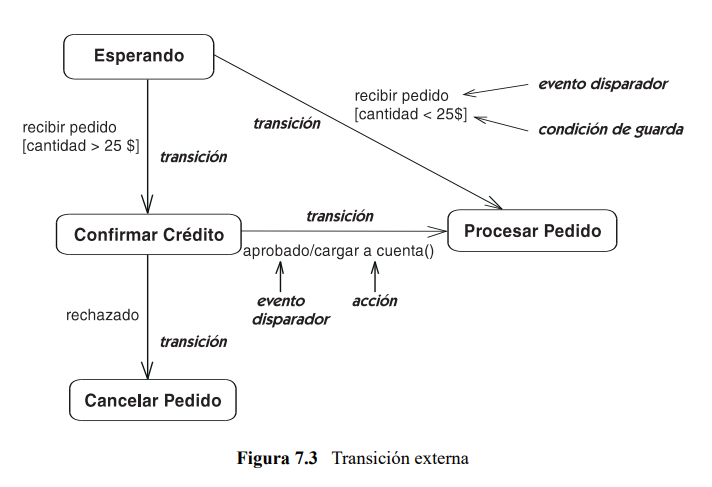 Esperando
recibir pedido
[cantidad < 25$]
evento disparador
condición de guarda
transición
recibir pedido
[cantidad > 25 $]
transición
Confirmar Crédito
transición
Procesar Pedido
aprobado/cargar a cuenta()
evento
disparador
acción
rechazado
transición
Cancelar Pedido
Figura 7.3 Transición externa